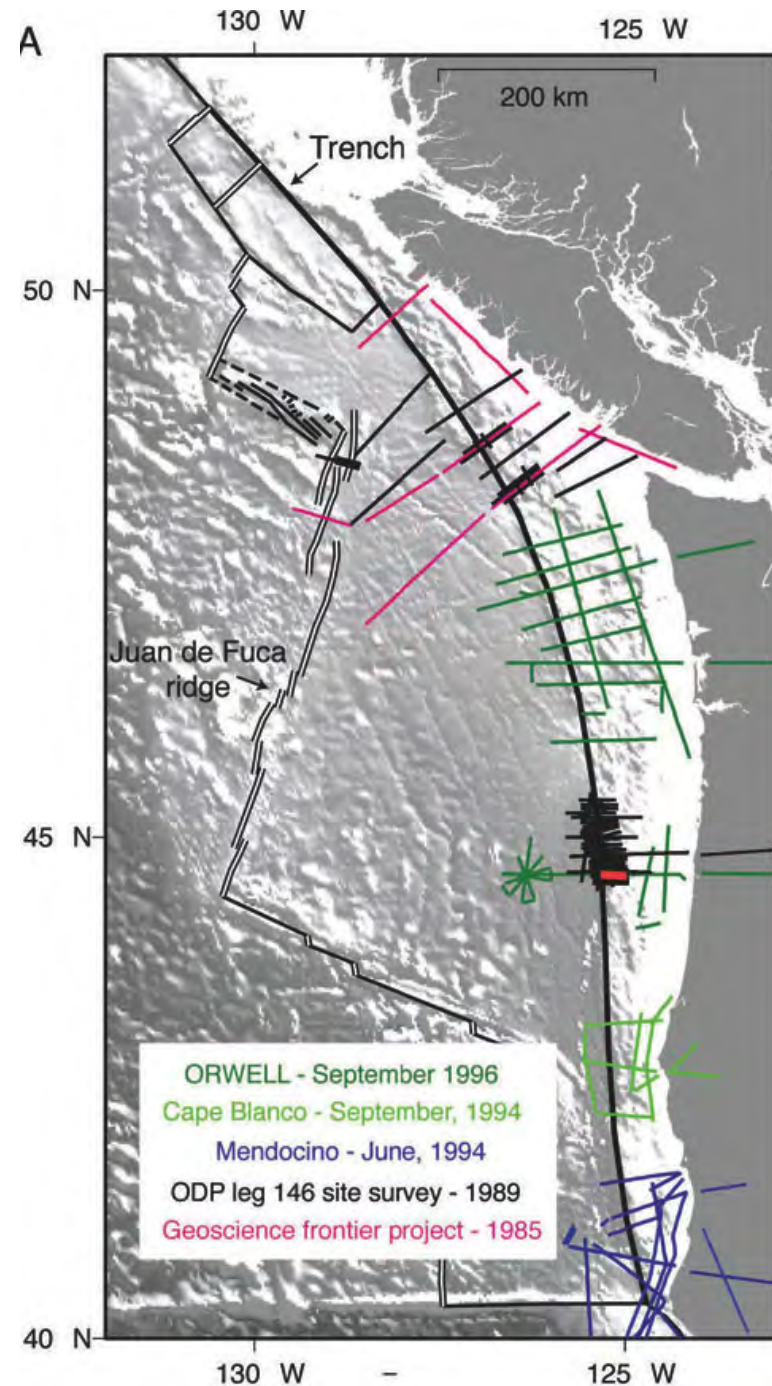 A
130 W
125 W
200 km
Trench
50 N
Juan de Fuca
ridge
45 N
ORWELL - September 1996
Cape Blanco - September, 1994
Mendocino - June, 1994
ODP leg 146 site survey - 1989
Geoscience frontier project - 1985
40 N
130 W
–
125 W